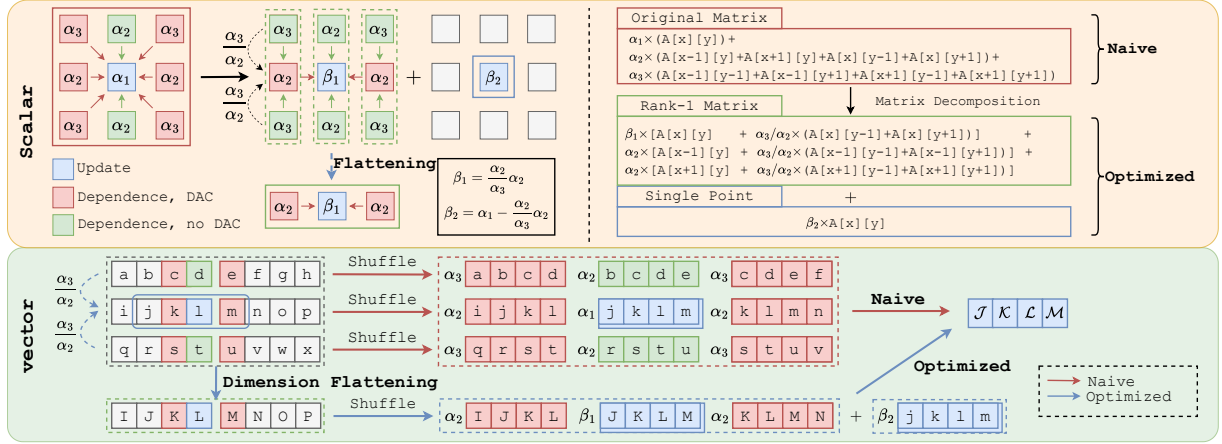 Scalar
α3 α2 α3
α2 α1 α2
α3 α2 α3
α3/α2
α3/α2
α3 α2 α3
α2 β1 α2
α3 α2 α3
+
β2
Update
Dependence, DAC
Dependence, no DAC
Flattening
α2 β1 α2
β1 = α2/α3 α2
β2 = α1 − α2/α3 α2
Original Matrix
α1×(A[x][y])+
α2×(A[x-1][y]+A[x+1][y]+A[x][y-1]+A[x][y+1])+
α3×(A[x-1][y-1]+A[x-1][y+1]+A[x+1][y-1]+A[x+1][y+1])
Naive
Matrix Decomposition
Rank-1 Matrix
β1×[A[x][y] + α3/α2×(A[x][y-1]+A[x][y+1])] +
α2×[A[x-1][y] + α3/α2×(A[x-1][y-1]+A[x-1][y+1])] +
α2×[A[x+1][y] + α3/α2×(A[x+1][y-1]+A[x+1][y+1])]
Optimized
Single Point
+
β2×A[x][y]
vector
α3/α2
α3/α2
a b c d e f g h
Shuffle
α3 a b c d α2 b c d e α3 c d e f
i j k l m n o p
Shuffle
α2 i j k l α1 j k l m α2 k l m n
q r s t u v w x
α3 q r s t α2 r s t u α3 s t u v
Shuffle
Naive
𝒥 𝒦 ℒ ℳ
Optimized
Dimension Flattening
I J K L M N O P
Shuffle
α2 I J K L β1 J K L M α2 K L M N + β2 j k l m
Naive
Optimized